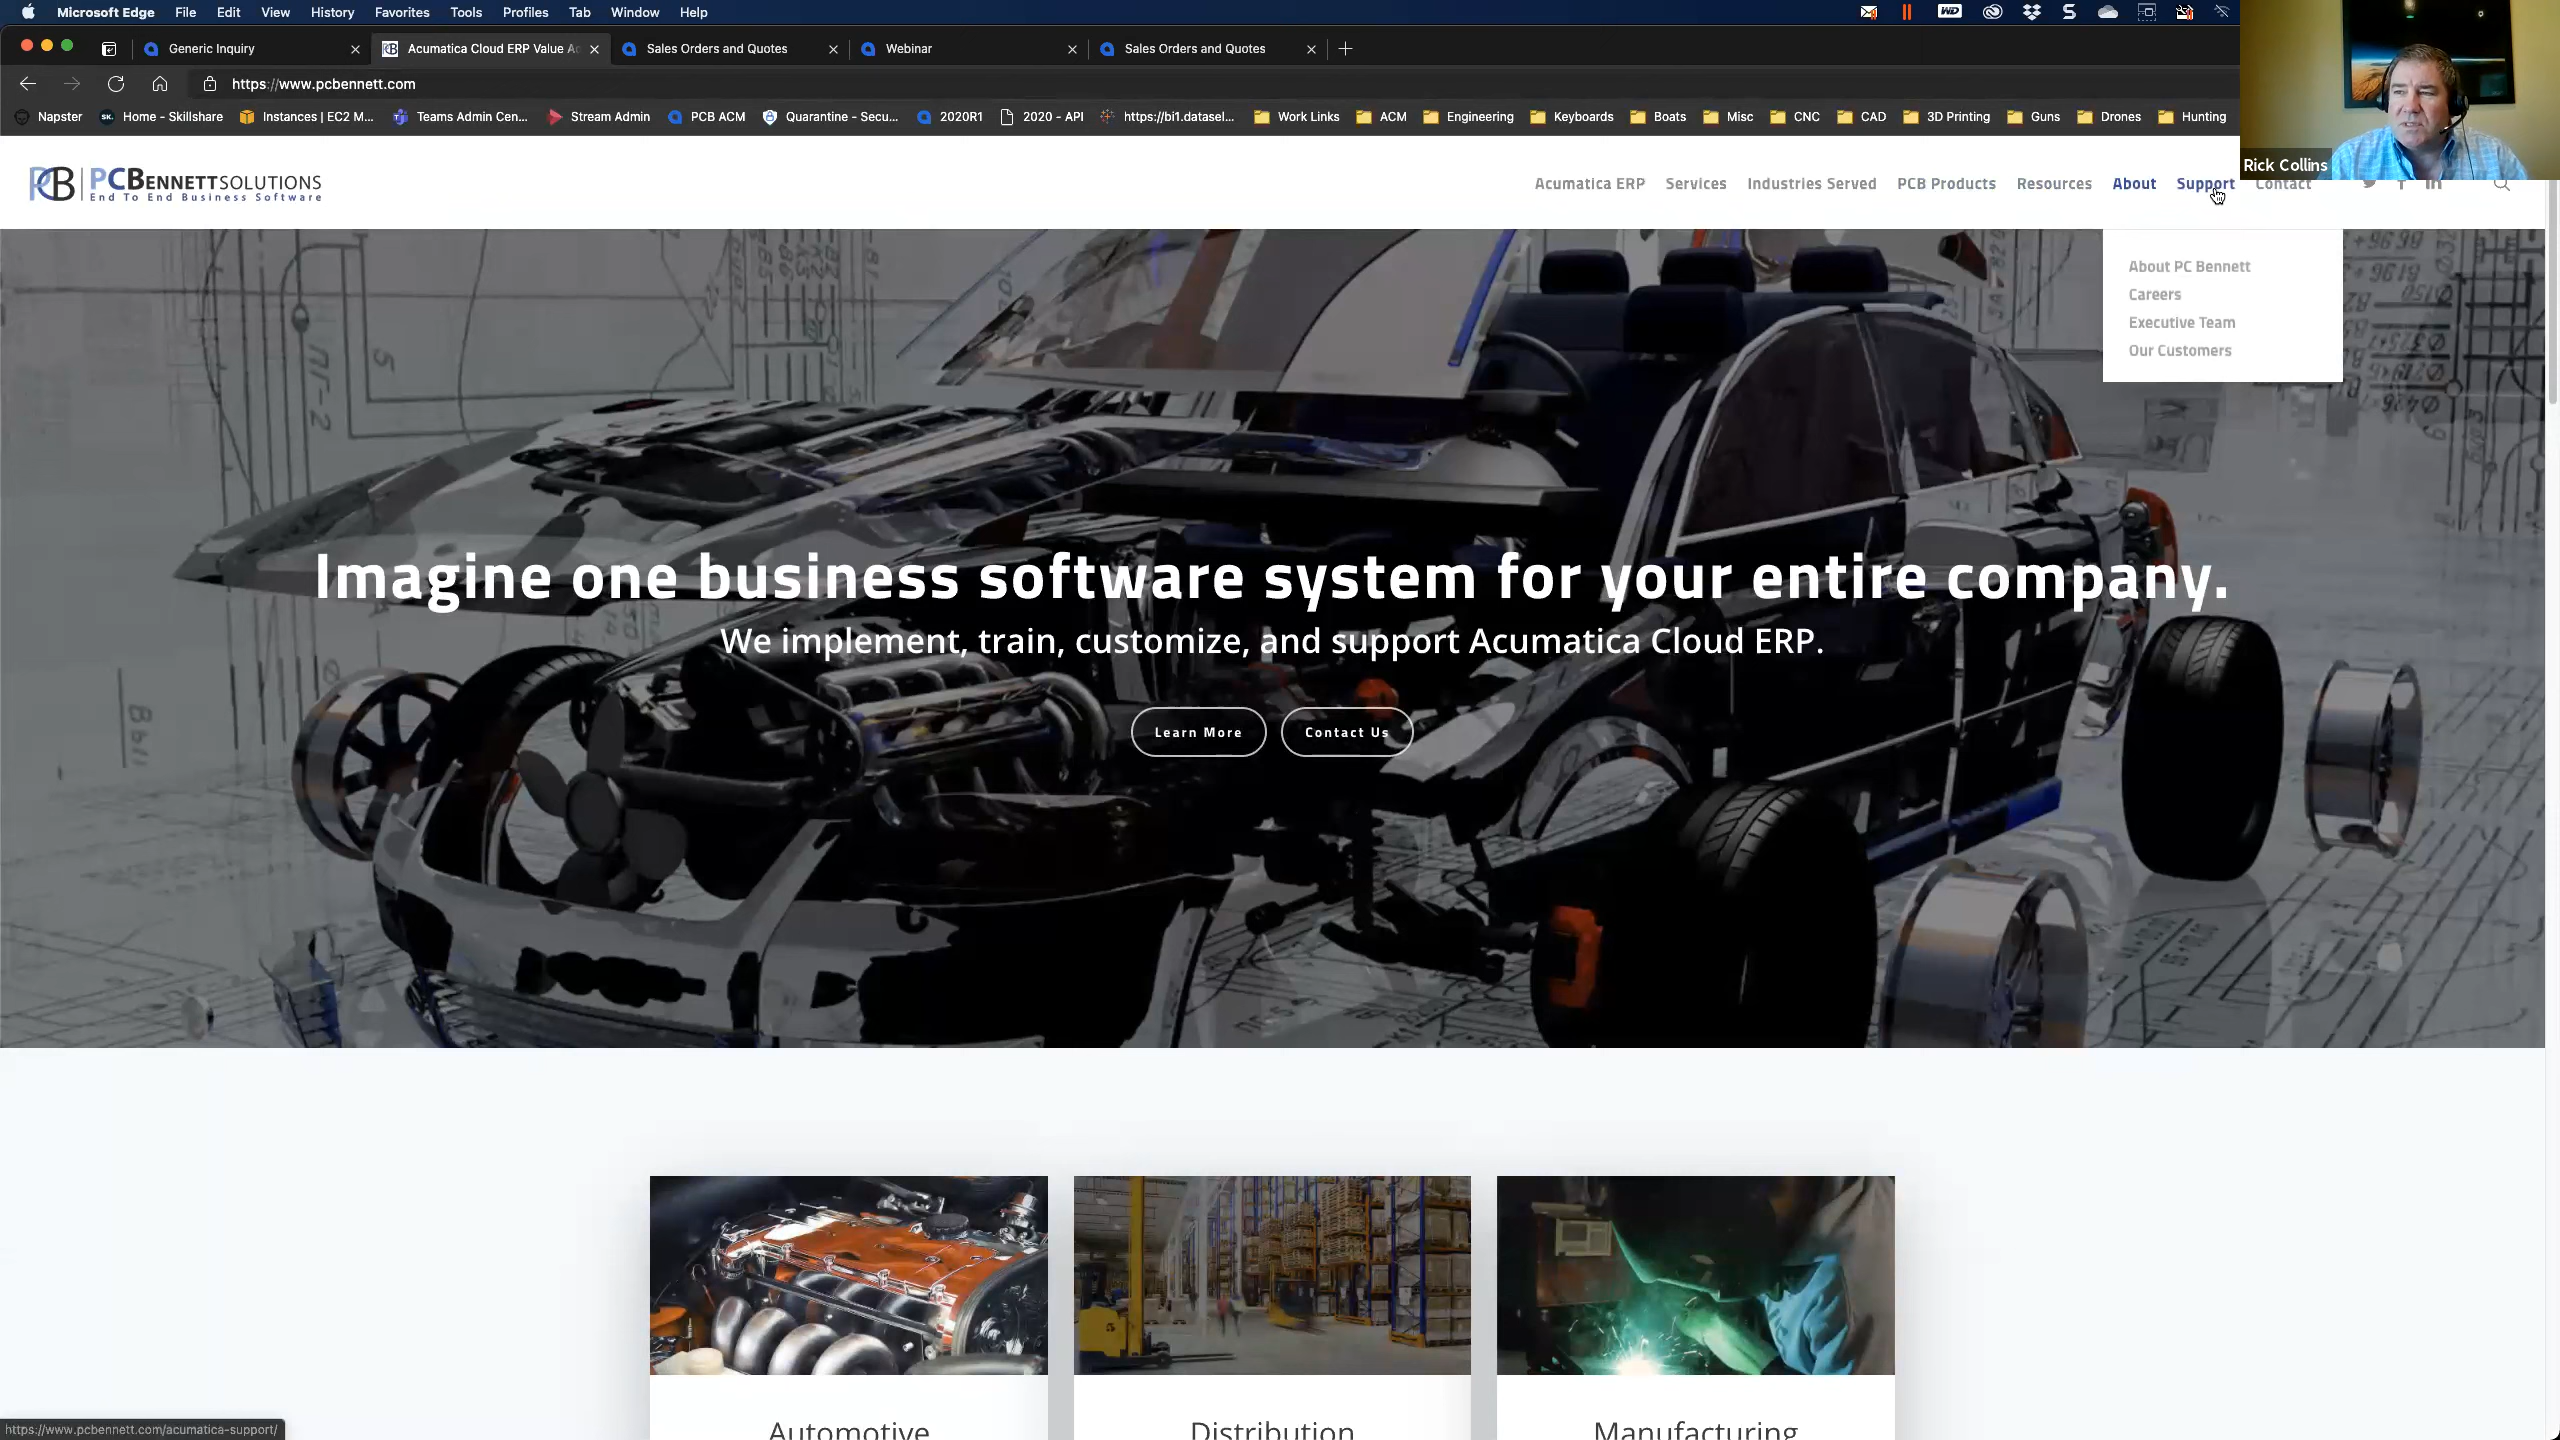 Microsoft Edge File Edit View History Favorites Tools Profiles Tab Window Help
Generic Inquiry
Acumatica Cloud ERP Value A
Sales Orders and Quotes
Webinar
Sales Orders and Quotes
https://www.pcbennett.com
Napster
Home - Skillshare
Instances | EC2 M...
Teams Admin Cen...
Stream Admin
PCB ACM
Quarantine - Secu...
2020R1
2020 - API
https://bi1.datasel...
Work Links
ACM
Engineering
Keyboards
Boats
Misc
CNC
CAD
3D Printing
Guns
Drones
Hunting
Rick Collins
PCB | PCBENNETTSOLUTIONS
End To End Business Software
Acumatica ERP Services Industries Served PCB Products Resources About Support Contact
About PC Bennett
Careers
Executive Team
Our Customers
Imagine one business software system for your entire company.
We implement, train, customize, and support Acumatica Cloud ERP.
Learn More Contact Us
Automotive Distribution Manufacturing
https://www.pcbennett.com/acumatica-support/